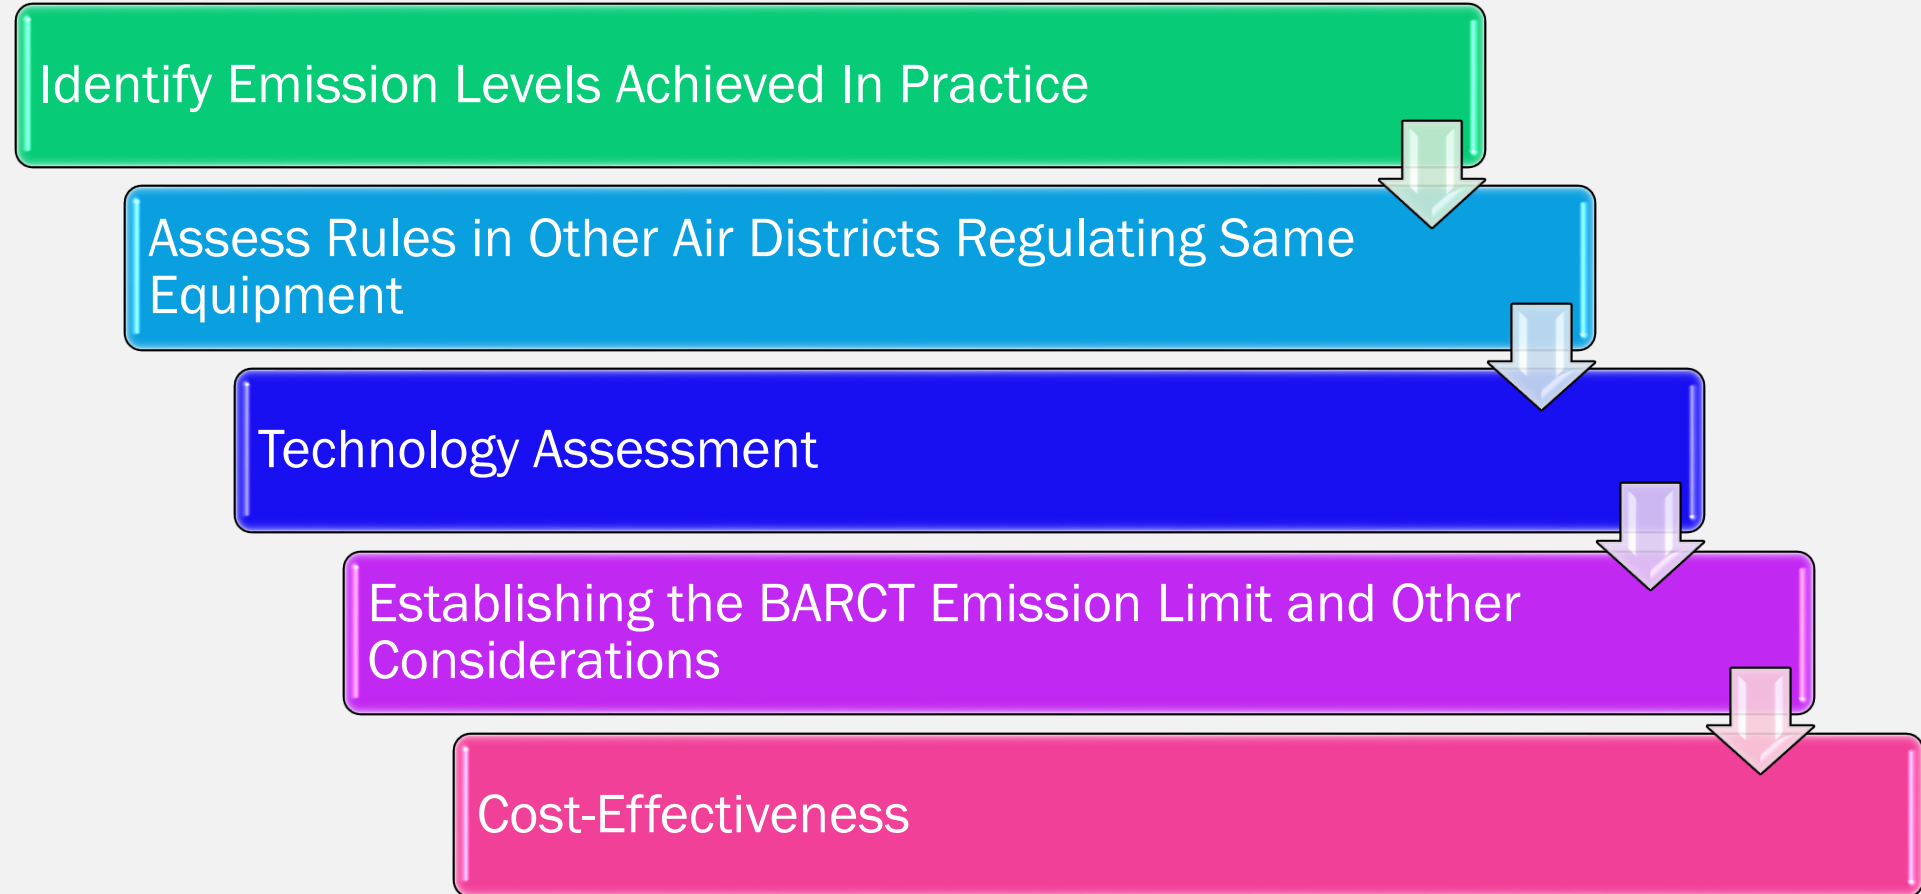 Identify Emission Levels Achieved In Practice
Assess Rules in Other Air Districts Regulating Same
Equipment
Technology Assessment
Establishing the BARCT Emission Limit and Other
Considerations
Cost-Effectiveness